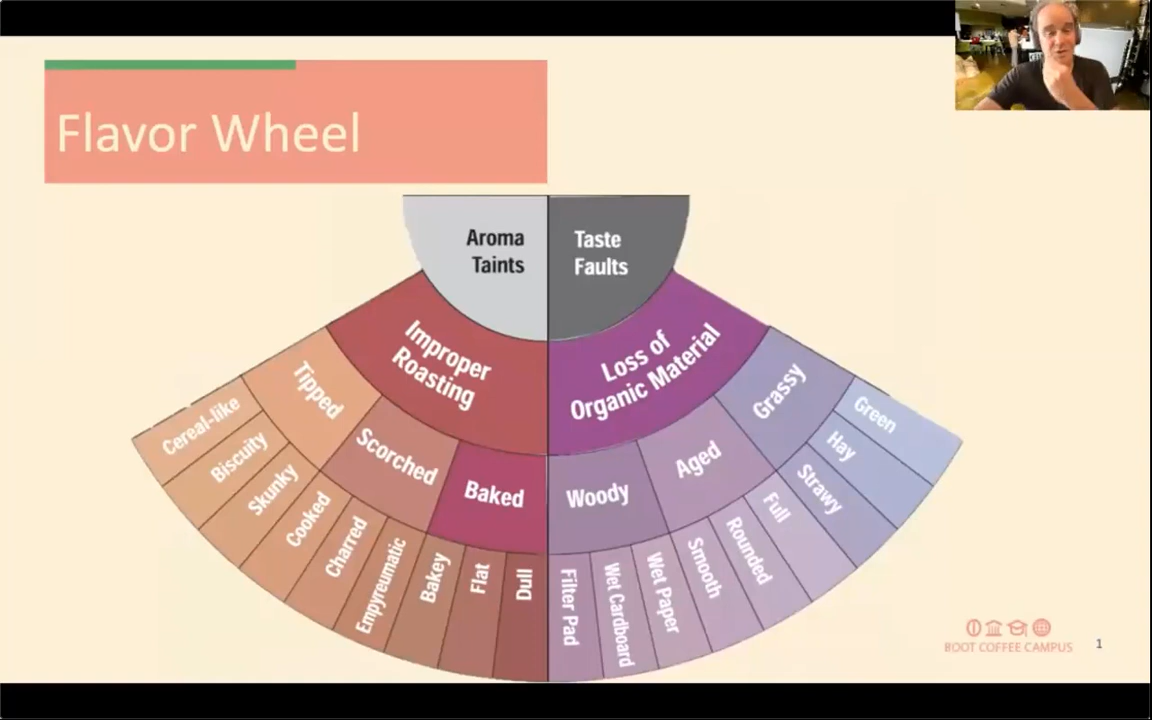 Flavor Wheel
Aroma
Taints
Taste
Faults
Improper
Roasting
Loss of
Organic Material
Tipped
Scorched
Baked
Woody
Aged
Grassy
Cereal-like
Biscuity
Skunky
Cooked
Charred
Empyreumatic
Bakey
Flat
Dull
Filter Pad
Wet Cardboard
Wet Paper
Smooth
Rounded
Full
Strawy
Hay
Green
BOOT COFFEE CAMPUS
1